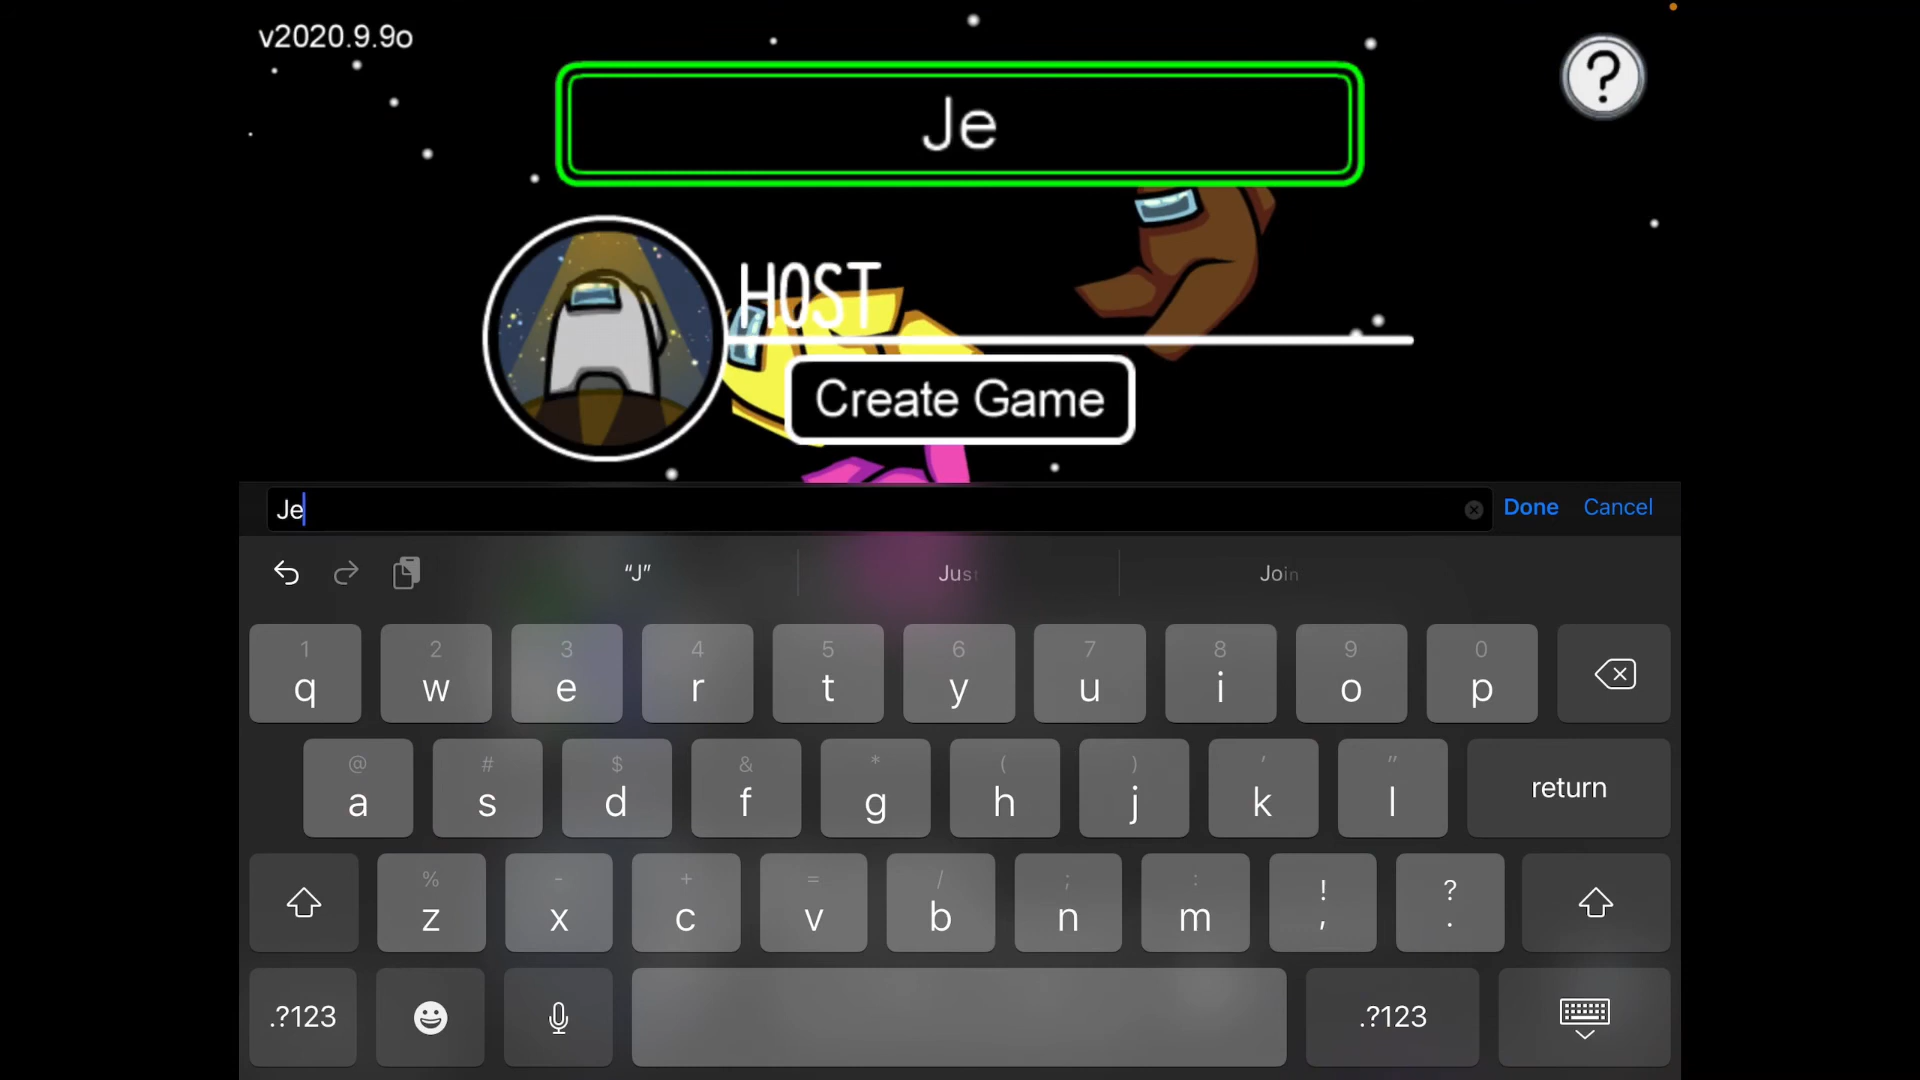 v2020.9.9o
?
Je
HOST
Create Game
Je Done Cancel
“J” Just Join
1 2 3 4 5 6 7 8 9 0
q w e r t y u i o p
@ # $ & * ( ) ' "
a s d f g h j k l return
% - + = / ; : ! ?
z x c v b n m , .
.?123 .?123